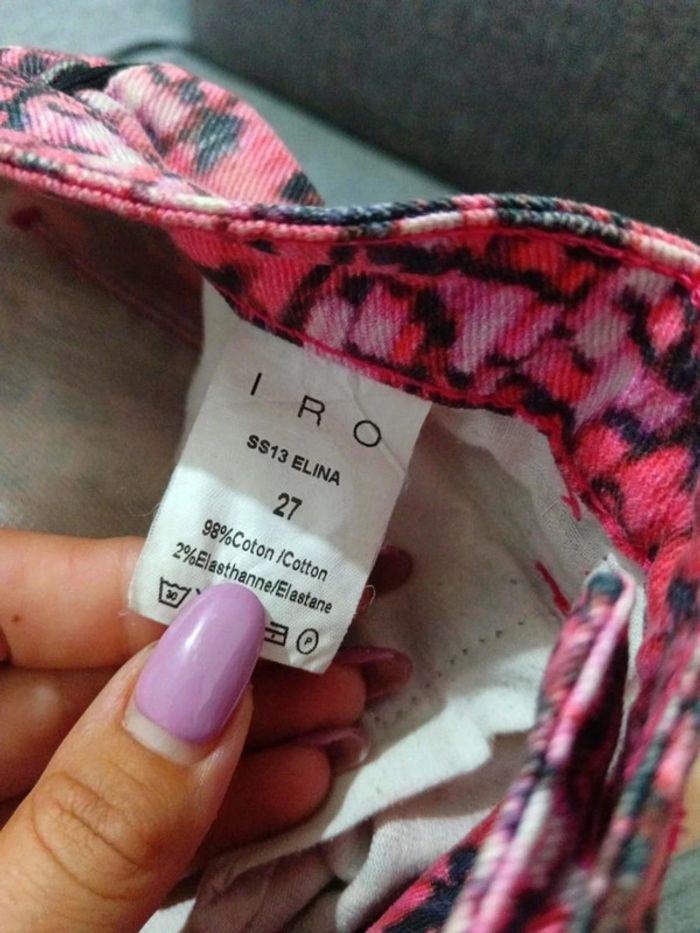 IRO
SS13 ELINA
27
98%Coton /Cotton
2%Elasthanne/Elastane
30 P